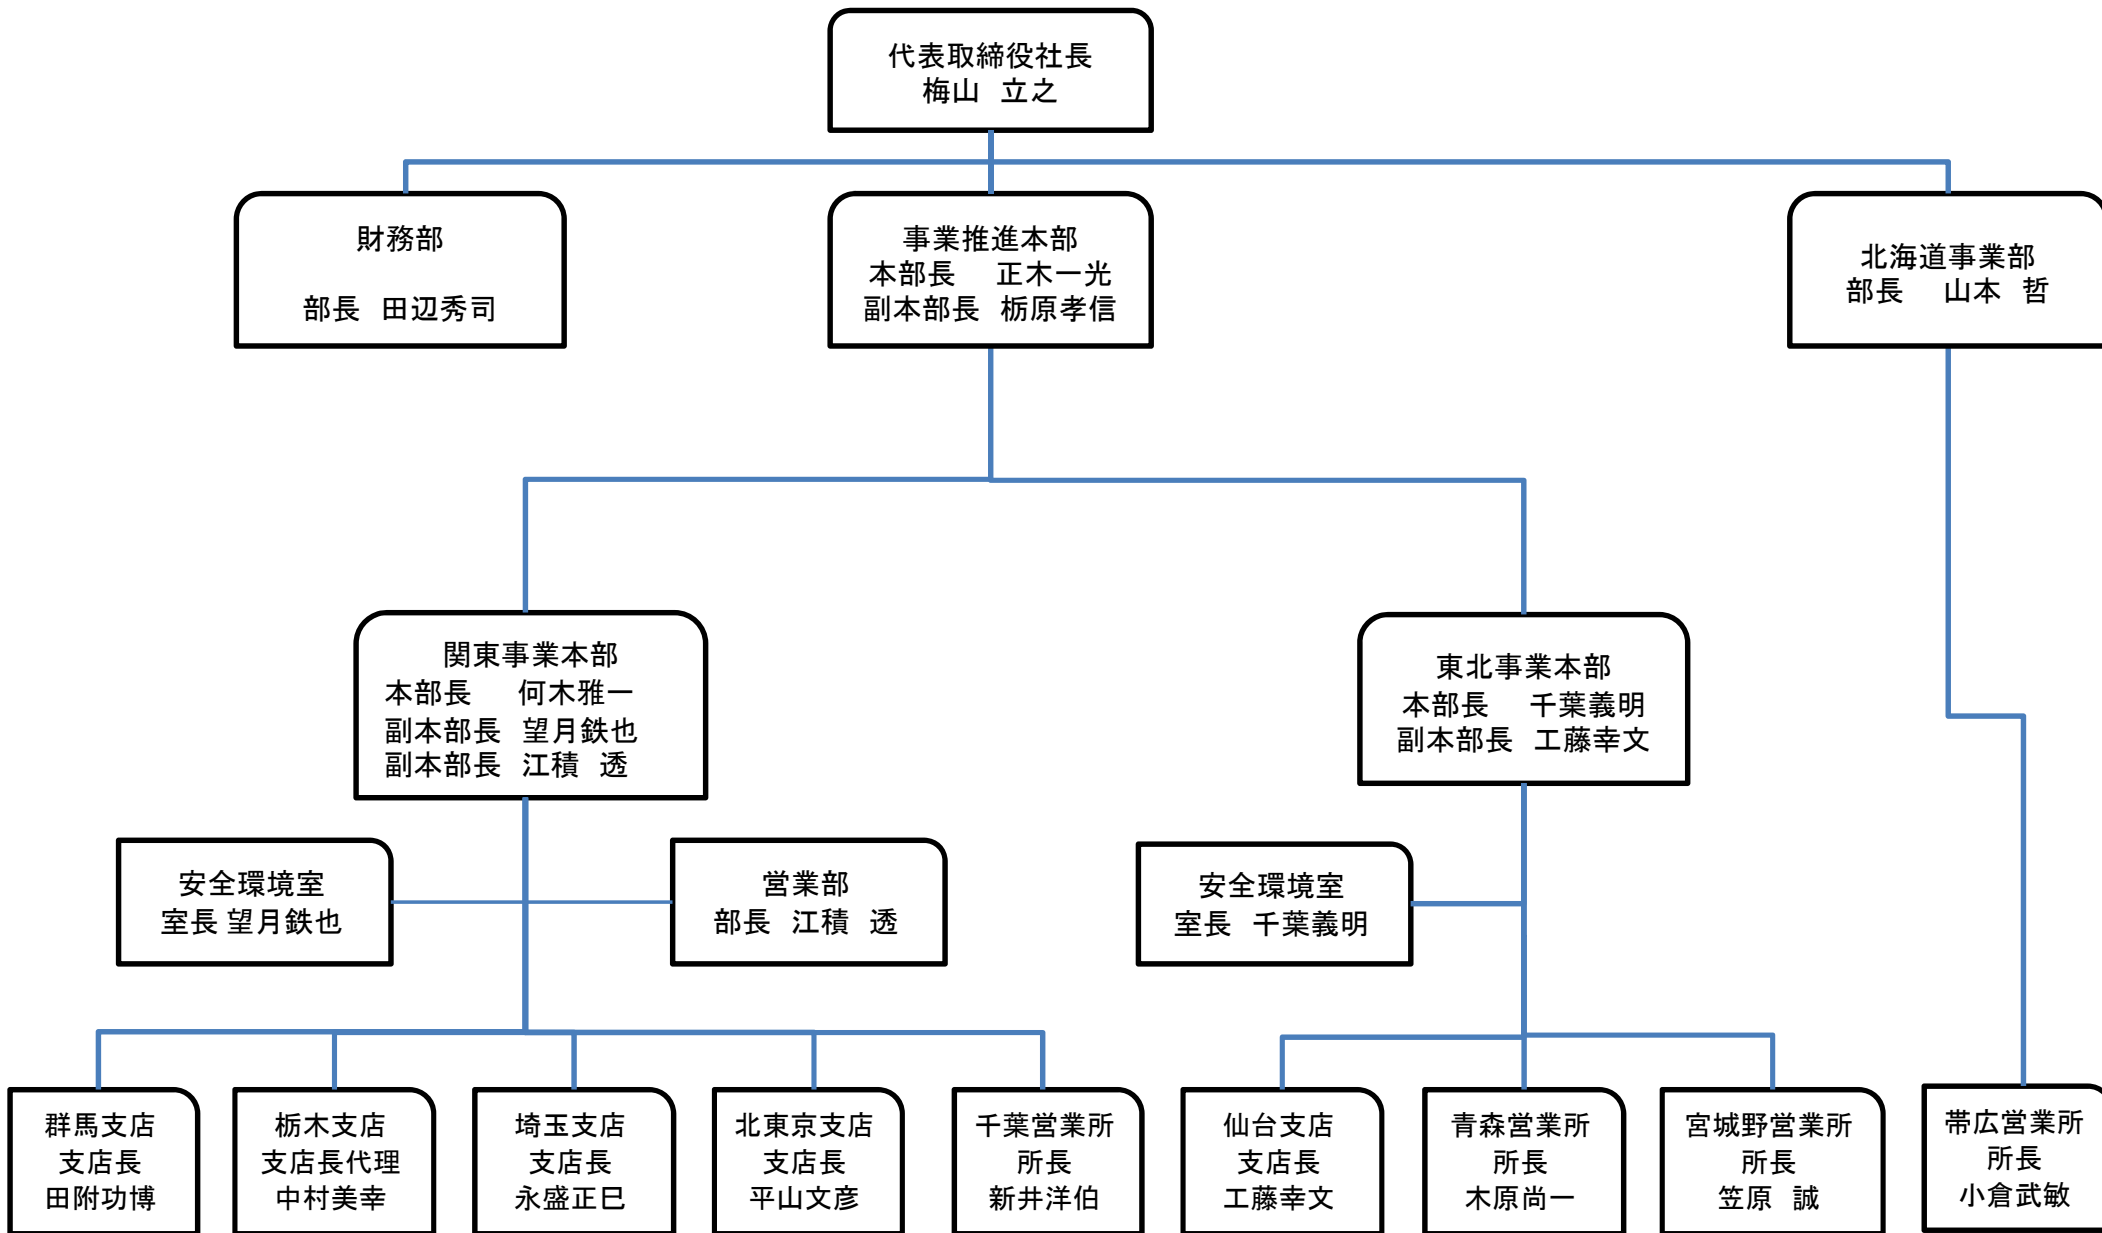 代表取締役社長
梅山 立之
財務部
部長 田辺秀司
事業推進本部
本部長 正木一光
副本部長 栃原孝信
北海道事業部
部長 山本 哲
関東事業本部
本部長 何木雅一
副本部長 望月鉄也
副本部長 江積 透
東北事業本部
本部長 千葉義明
副本部長 工藤幸文
安全環境室
室長 望月鉄也
営業部
部長 江積 透
安全環境室
室長 千葉義明
群馬支店
支店長
田附功博
栃木支店
支店長代理
中村美幸
埼玉支店
支店長
永盛正巳
北東京支店
支店長
平山文彦
千葉営業所
所長
新井洋伯
仙台支店
支店長
工藤幸文
青森営業所
所長
木原尚一
宮城野営業所
所長
笠原 誠
帯広営業所
所長
小倉武敏